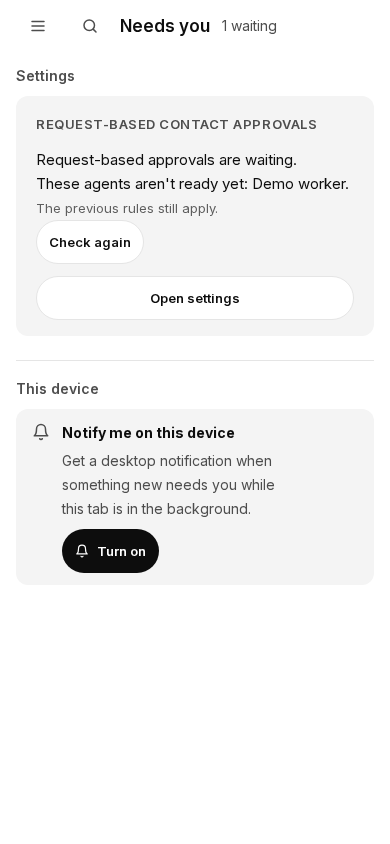 Needs you 1 waiting
Settings
REQUEST-BASED CONTACT APPROVALS
Request-based approvals are waiting.
These agents aren't ready yet: Demo worker.
The previous rules still apply.
Check again
Open settings
This device
Notify me on this device
Get a desktop notification when
something new needs you while
this tab is in the background.
Turn on